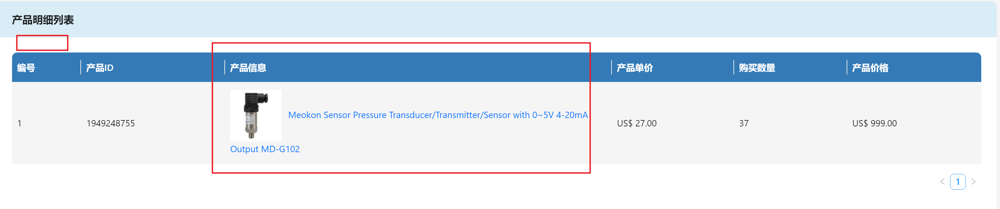 产品明细列表
编号 产品ID 产品信息 产品单价 购买数量 产品价格
1 1949248755 Meokon Sensor Pressure Transducer/Transmitter/Sensor with 0~5V 4-20mA US$ 27.00 37 US$ 999.00
Output MD-G102
1